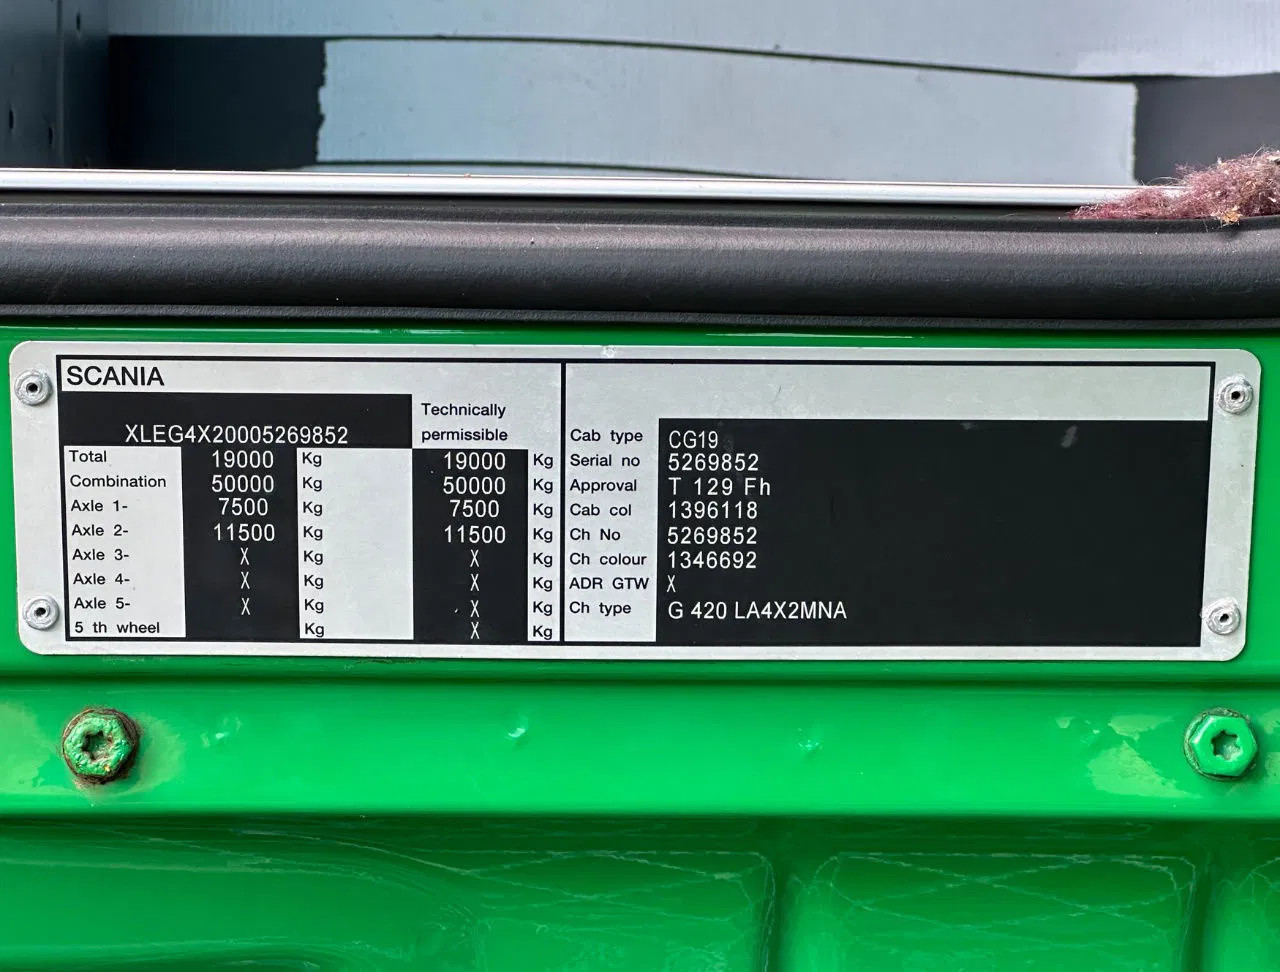 SCANIA
XLEG4X20005269852
Technically
permissible
Total 19000 Kg 19000 Kg
Combination 50000 Kg 50000 Kg
Axle 1- 7500 Kg 7500 Kg
Axle 2- 11500 Kg 11500 Kg
Axle 3- X Kg X Kg
Axle 4- X Kg X Kg
Axle 5- X Kg X Kg
5 th wheel Kg X Kg
Cab type CG19
Serial no 5269852
Approval T 129 Fh
Cab col 1396118
Ch No 5269852
Ch colour 1346692
ADR GTW X
Ch type G 420 LA4X2MNA